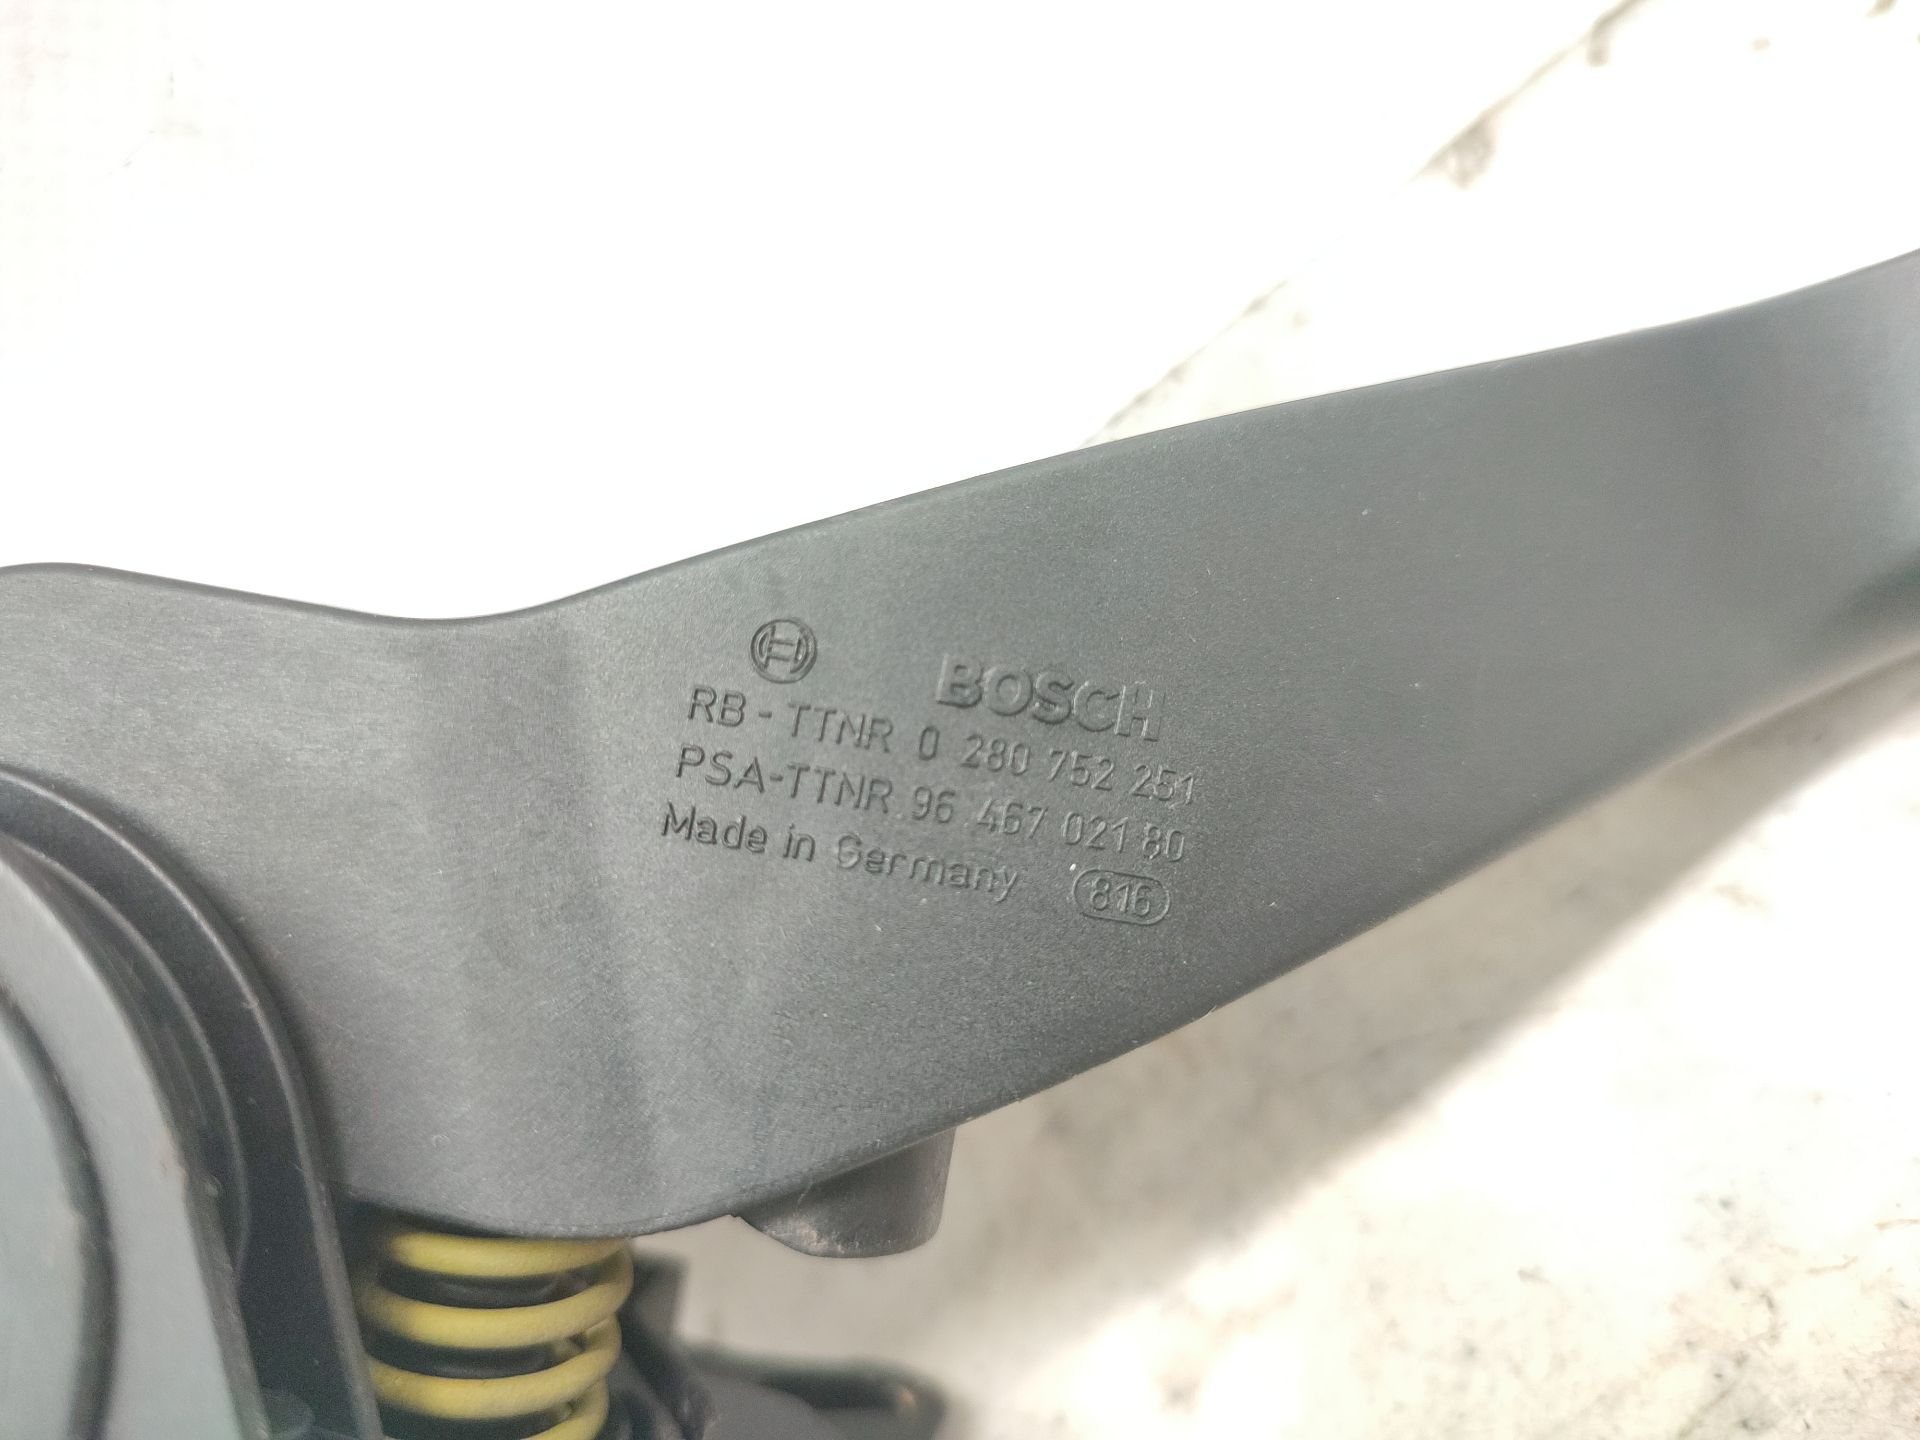 BOSCH
RB - TTNR 0 280 752 251
PSA-TTNR 96 467 021 80
Made in Germany 816